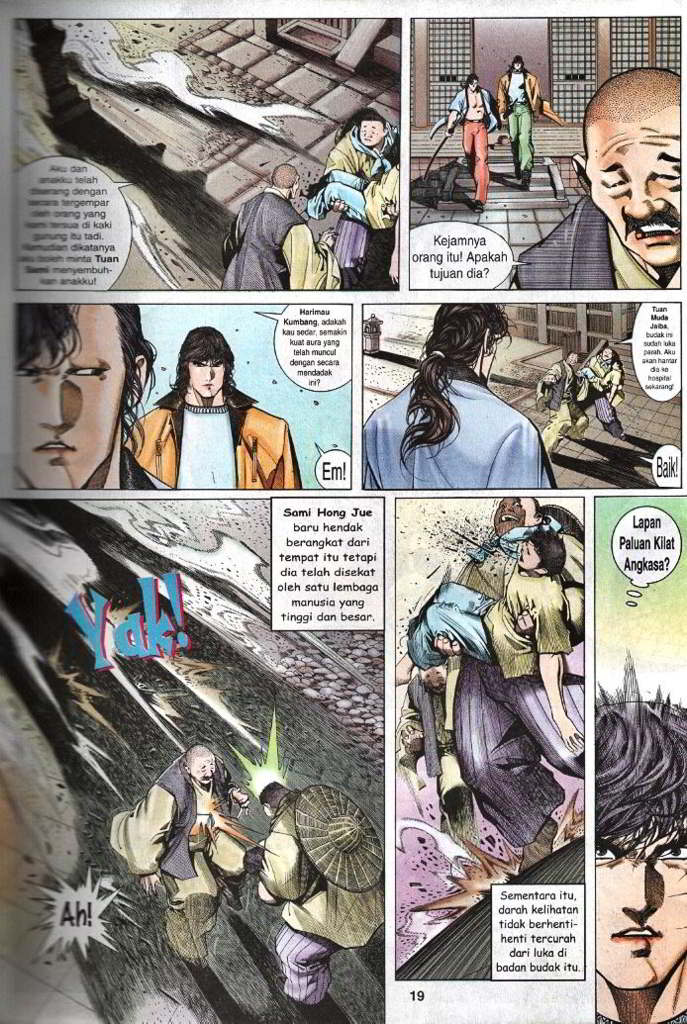 Aku dan
anakku telah
diserang dengan
secara tergempar
oleh orang yang
nun tersua di kaki
gunung itu tadi.
Kemudian dikatanya
boleh minta Tuan
Sami menyembuh-
kan anakku!
Kejamnya
orang itu! Apakah
tujuan dia?
Harimau
Kumbang, adakah
kau sedar, semakin
kuat aura yang
telah muncul
dengan secara
mendadak
ini?
Em!
Tuan
Muda
Jaiba,
budak ini
sudah
parah. Aku
akan hantar
dia ke
hospital
sekarang!
Baik!
Sami Hong Jue
baru hendak
berangkat dari
tempat itu tetapi
dia telah disekat
oleh satu lembaga
manusia yang
tinggi dan besar.
Yak!
Ah!
Sementara itu,
darah kelihatan
tidak berhenti-
henti tercurah
dari luka di
badan budak itu.
Lapan
Paluan Kilat
Angkasa?
19